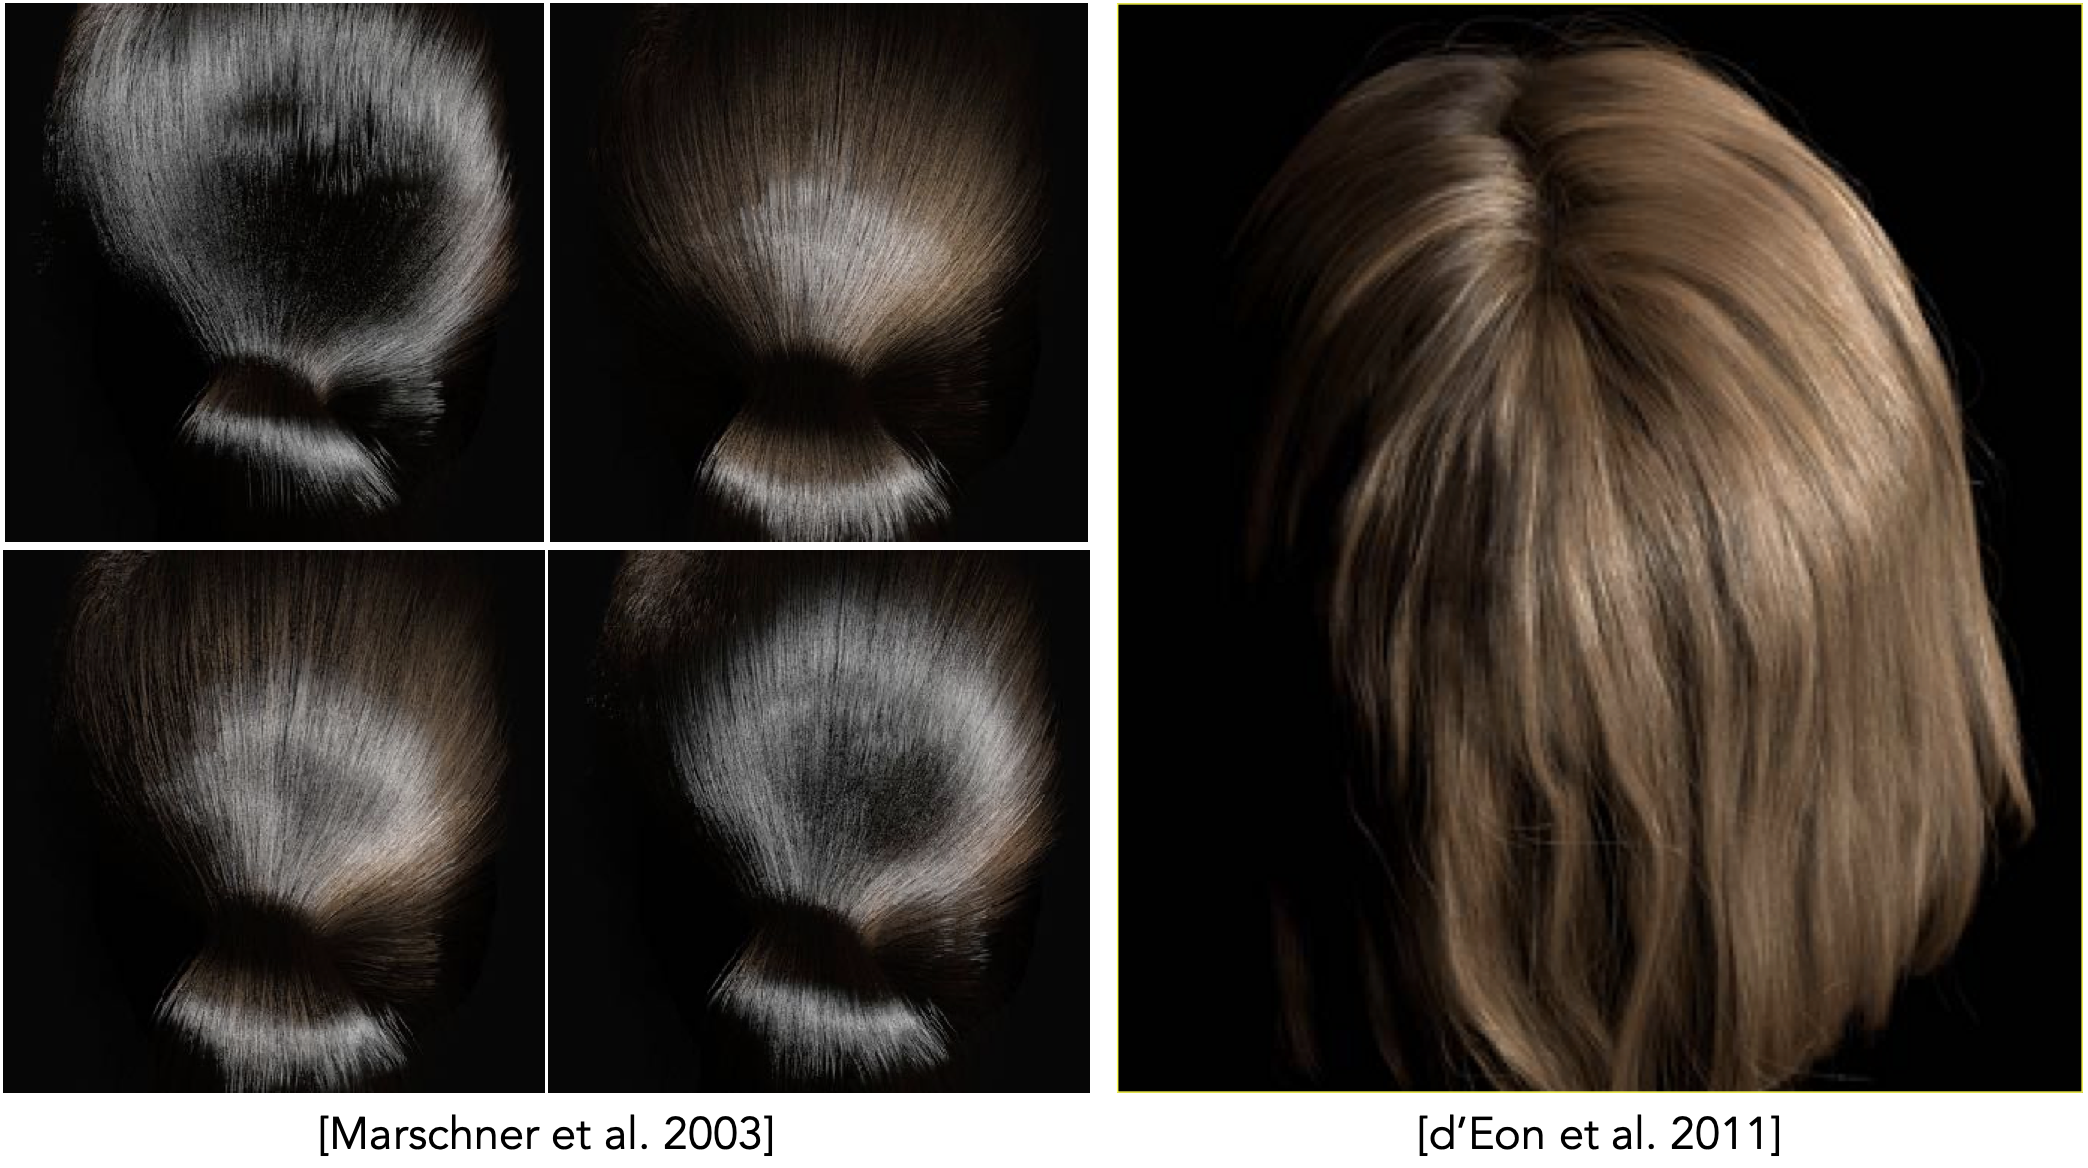 [Marschner et al. 2003]
[d’Eon et al. 2011]